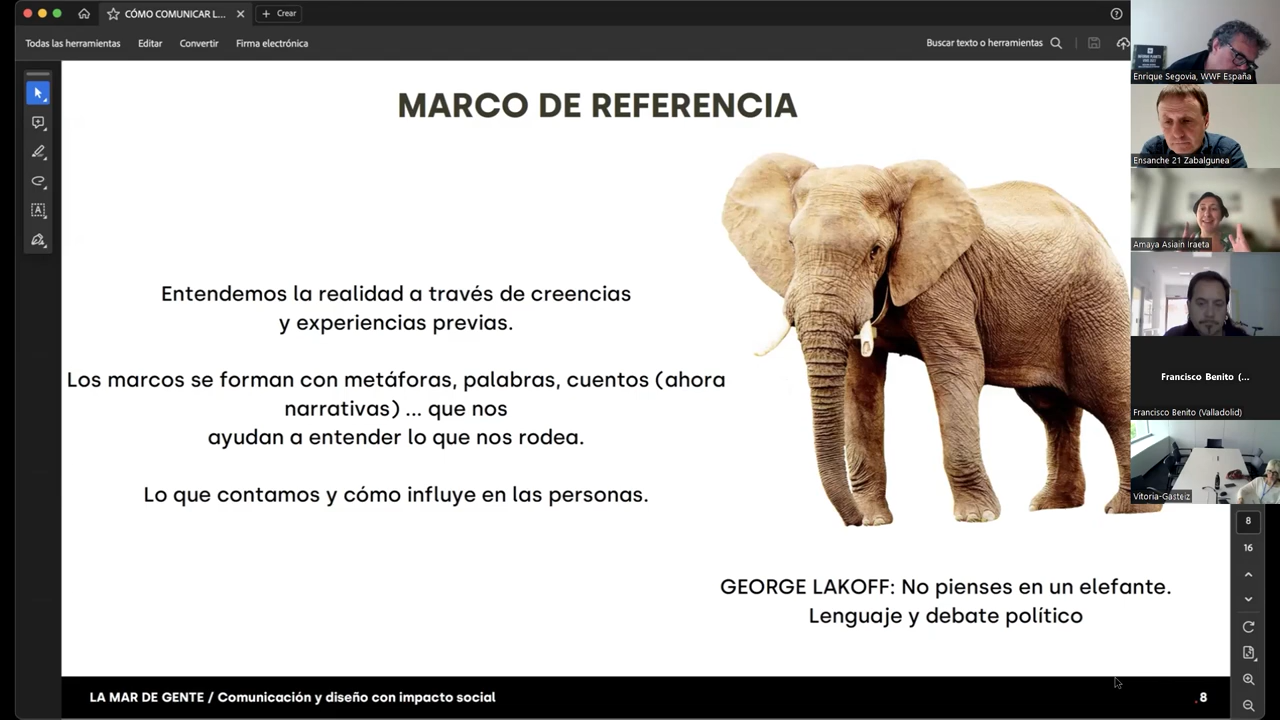 CÓMO COMUNICAR L...
Crear
Todas las herramientas
Editar
Convertir
Firma electrónica
Buscar texto o herramientas
MARCO DE REFERENCIA
Entendemos la realidad a través de creencias
y experiencias previas.
Los marcos se forman con metáforas, palabras, cuentos (ahora
narrativas) ... que nos
ayudan a entender lo que nos rodea.
Lo que contamos y cómo influye en las personas.
GEORGE LAKOFF: No pienses en un elefante.
Lenguaje y debate político
LA MAR DE GENTE / Comunicación y diseño con impacto social
.8
Enrique Segovia, WWF España
Ensanche 21 Zabalgunea
Amaya Asiain Iraeta
Francisco Benito (...
Francisco Benito (Valladolid)
Vitoria-Gasteiz
8
16